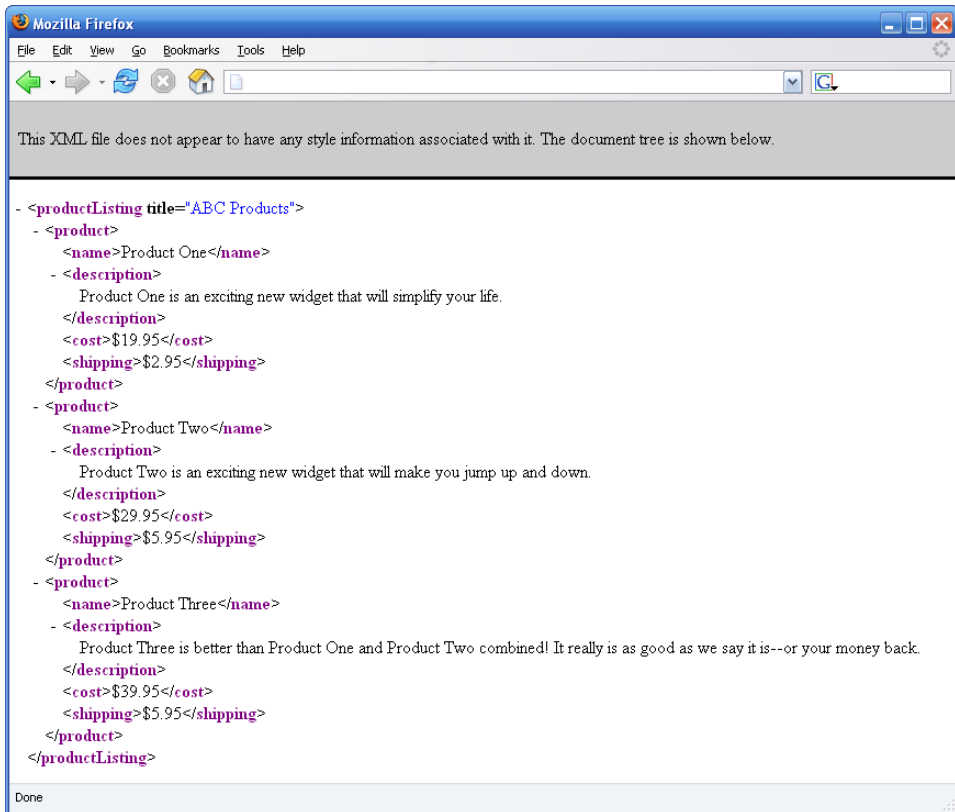 Mozilla Firefox
File Edit View Go Bookmarks Tools Help
G
This XML file does not appear to have any style information associated with it. The document tree is shown below.
- <productListing title="ABC Products">
- <product>
<name>Product One</name>
- <description>
Product One is an exciting new widget that will simplify your life.
</description>
<cost>$19.95</cost>
<shipping>$2.95</shipping>
</product>
- <product>
<name>Product Two</name>
- <description>
Product Two is an exciting new widget that will make you jump up and down.
</description>
<cost>$29.95</cost>
<shipping>$5.95</shipping>
</product>
- <product>
<name>Product Three</name>
- <description>
Product Three is better than Product One and Product Two combined! It really is as good as we say it is--or your money back.
</description>
<cost>$39.95</cost>
<shipping>$5.95</shipping>
</product>
</productListing>
Done